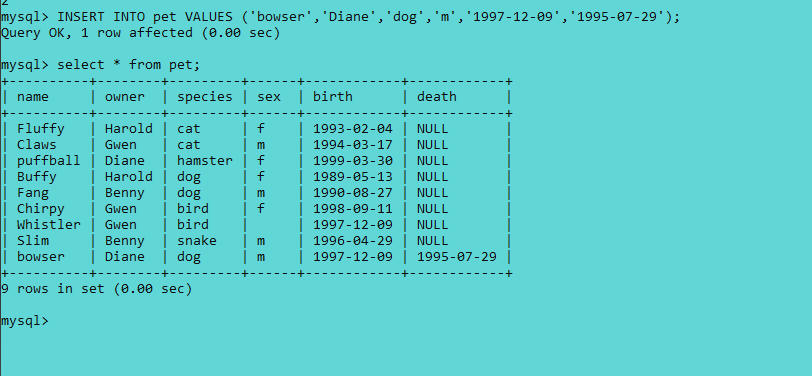 2
mysql> INSERT INTO pet VALUES ('bowser','Diane','dog','m','1997-12-09','1995-07-29');
Query OK, 1 row affected (0.00 sec)
mysql> select * from pet;
+----------+--------+---------+------+------------+------------+
| name     | owner  | species | sex  | birth      | death      |
+----------+--------+---------+------+------------+------------+
| Fluffy   | Harold | cat     | f    | 1993-02-04 | NULL       |
| Claws    | Gwen   | cat     | m    | 1994-03-17 | NULL       |
| puffball | Diane  | hamster | f    | 1999-03-30 | NULL       |
| Buffy    | Harold | dog     | f    | 1989-05-13 | NULL       |
| Fang     | Benny  | dog     | m    | 1990-08-27 | NULL       |
| Chirpy   | Gwen   | bird    | f    | 1998-09-11 | NULL       |
| Whistler | Gwen   | bird    |      | 1997-12-09 | NULL       |
| Slim     | Benny  | snake   | m    | 1996-04-29 | NULL       |
| bowser   | Diane  | dog     | m    | 1997-12-09 | 1995-07-29 |
+----------+--------+---------+------+------------+------------+
9 rows in set (0.00 sec)
mysql>